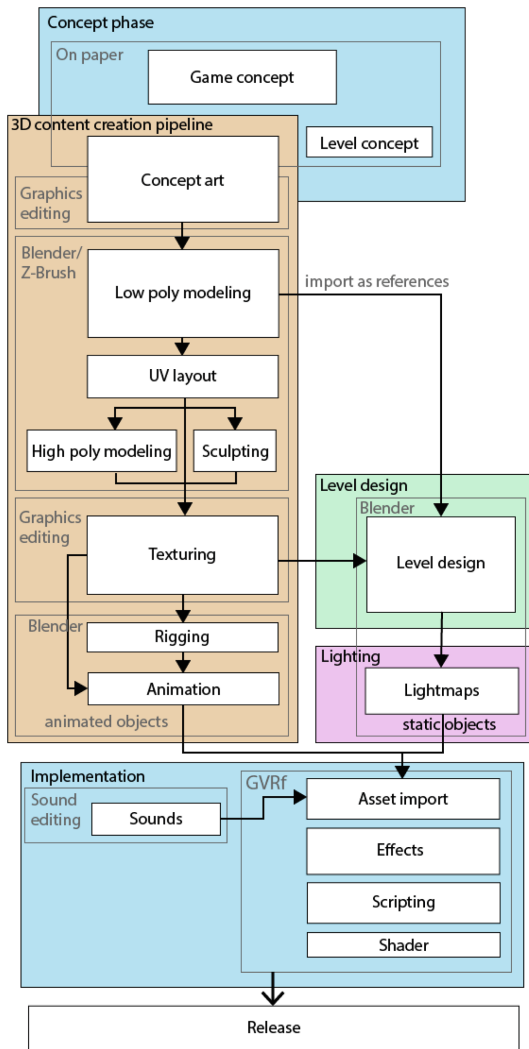 Concept phase
On paper
Game concept
3D content creation pipeline
Level concept
Concept art
Graphics
editing
Blender/
Z-Brush
Low poly modeling
import as references
UV layout
High poly modeling
Sculpting
Level design
Blender
Graphics
editing
Texturing
Level design
Blender
Rigging
Lighting
Animation
Lightmaps
animated objects
static objects
Implementation
GVRf
Sound
editing
Sounds
Asset import
Effects
Scripting
Shader
Release